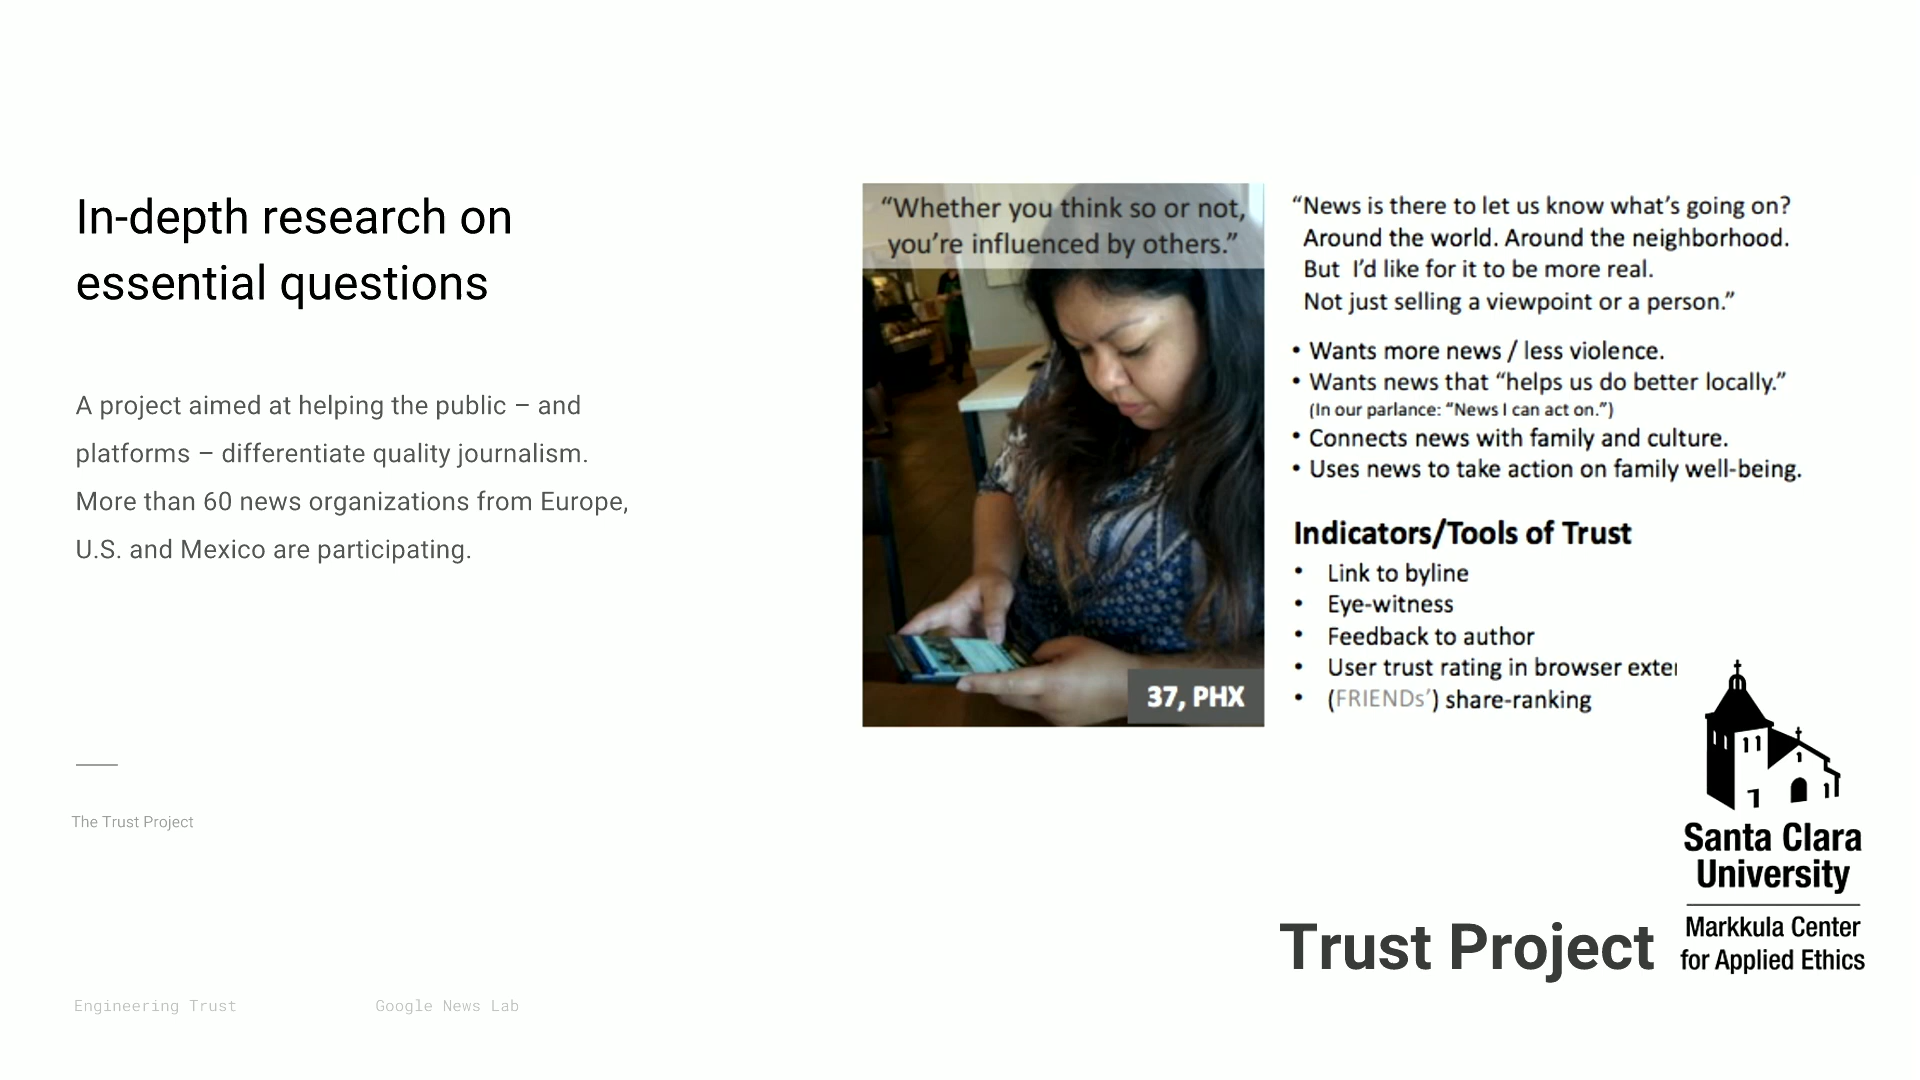 In-depth research on
essential questions
A project aimed at helping the public – and
platforms – differentiate quality journalism.
More than 60 news organizations from Europe,
U.S. and Mexico are participating.
The Trust Project
Engineering Trust
Google News Lab
“Whether you think so or not,
you’re influenced by others.”
37, PHX
“News is there to let us know what’s going on?
Around the world. Around the neighborhood.
But I’d like for it to be more real.
Not just selling a viewpoint or a person.”
• Wants more news / less violence.
• Wants news that “helps us do better locally.”
(In our parlance: “News I can act on.”)
• Connects news with family and culture.
• Uses news to take action on family well-being.
Indicators/Tools of Trust
• Link to byline
• Eye-witness
• Feedback to author
• User trust rating in browser exter
• (FRIENDs’) share-ranking
Trust Project
Santa Clara
University
Markkula Center
for Applied Ethics